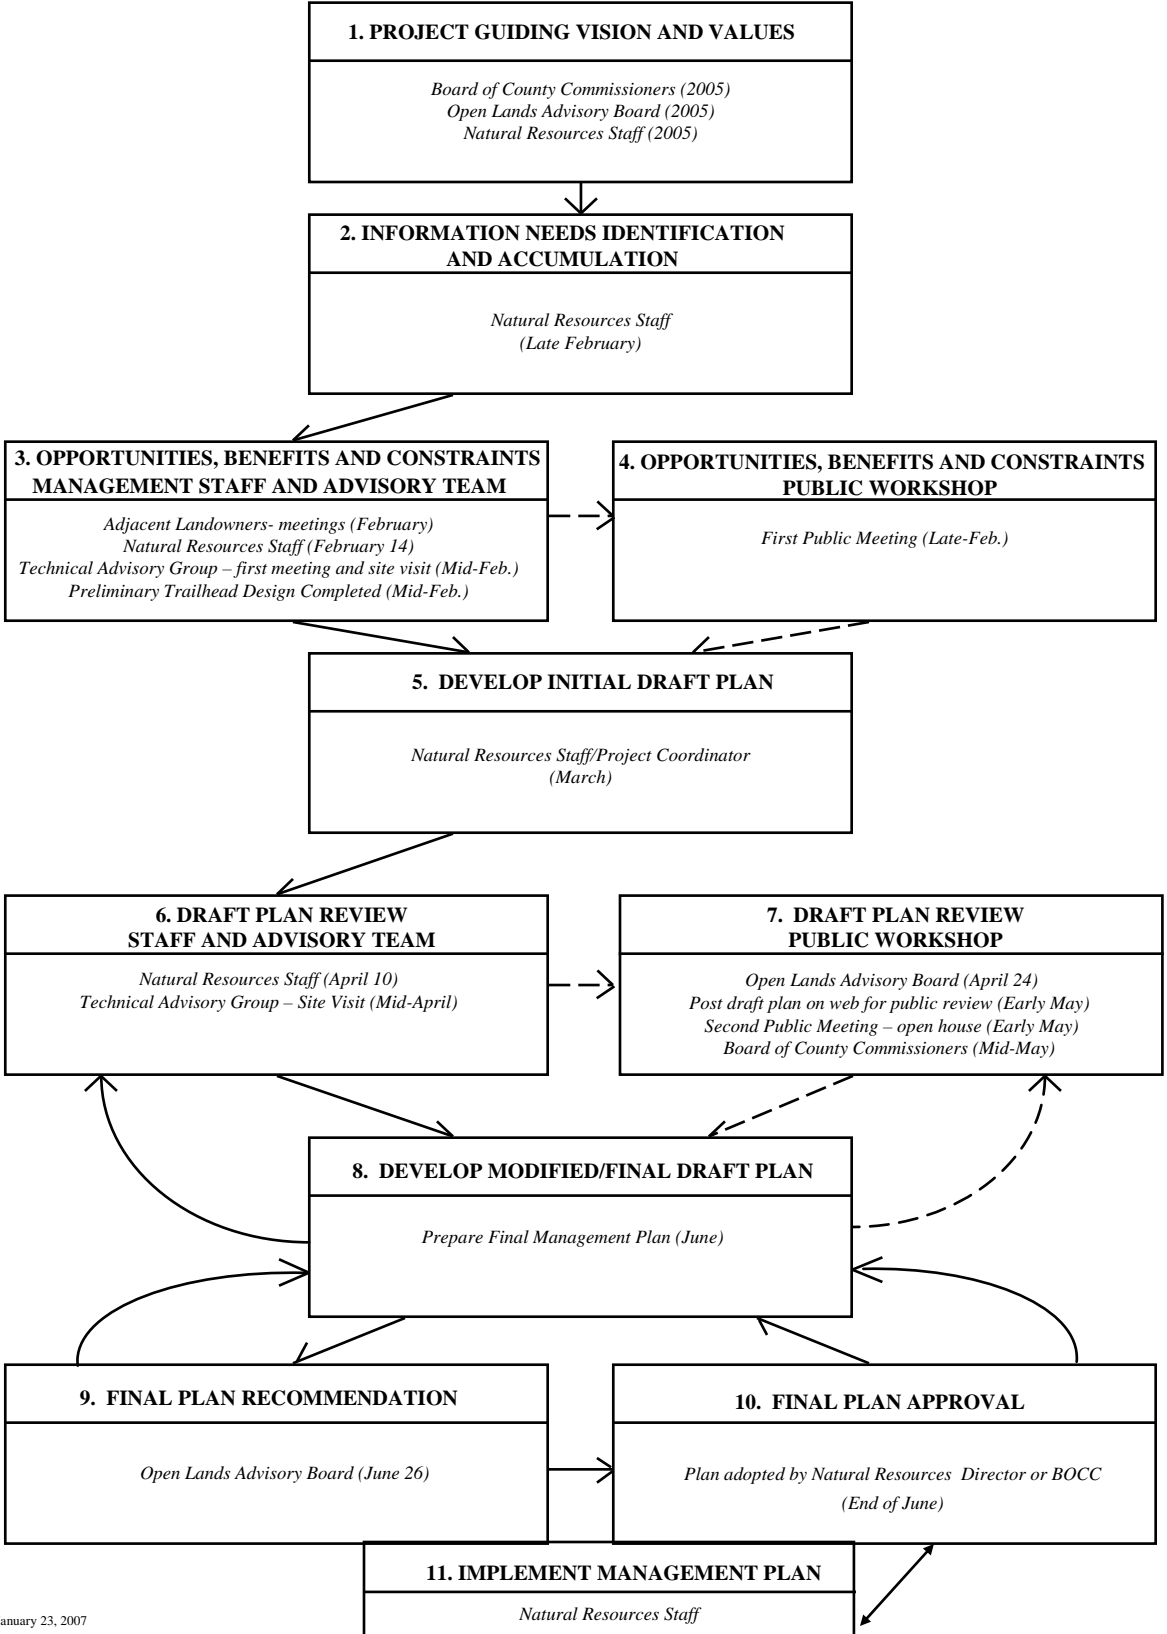 1. PROJECT GUIDING VISION AND VALUES
Board of County Commissioners (2005)
Open Lands Advisory Board (2005)
Natural Resources Staff (2005)
2. INFORMATION NEEDS IDENTIFICATION
AND ACCUMULATION
Natural Resources Staff
(Late February)
3. OPPORTUNITIES, BENEFITS AND CONSTRAINTS
MANAGEMENT STAFF AND ADVISORY TEAM
Adjacent Landowners- meetings (February)
Natural Resources Staff (February 14)
Technical Advisory Group – first meeting and site visit (Mid-Feb.)
Preliminary Trailhead Design Completed (Mid-Feb.)
4. OPPORTUNITIES, BENEFITS AND CONSTRAINTS
PUBLIC WORKSHOP
First Public Meeting (Late-Feb.)
5. DEVELOP INITIAL DRAFT PLAN
Natural Resources Staff/Project Coordinator
(March)
6. DRAFT PLAN REVIEW
STAFF AND ADVISORY TEAM
Natural Resources Staff (April 10)
Technical Advisory Group – Site Visit (Mid-April)
7. DRAFT PLAN REVIEW
PUBLIC WORKSHOP
Open Lands Advisory Board (April 24)
Post draft plan on web for public review (Early May)
Second Public Meeting – open house (Early May)
Board of County Commissioners (Mid-May)
8. DEVELOP MODIFIED/FINAL DRAFT PLAN
Prepare Final Management Plan (June)
9. FINAL PLAN RECOMMENDATION
Open Lands Advisory Board (June 26)
10. FINAL PLAN APPROVAL
Plan adopted by Natural Resources Director or BOCC
(End of June)
11. IMPLEMENT MANAGEMENT PLAN
Natural Resources Staff
anuary 23, 2007